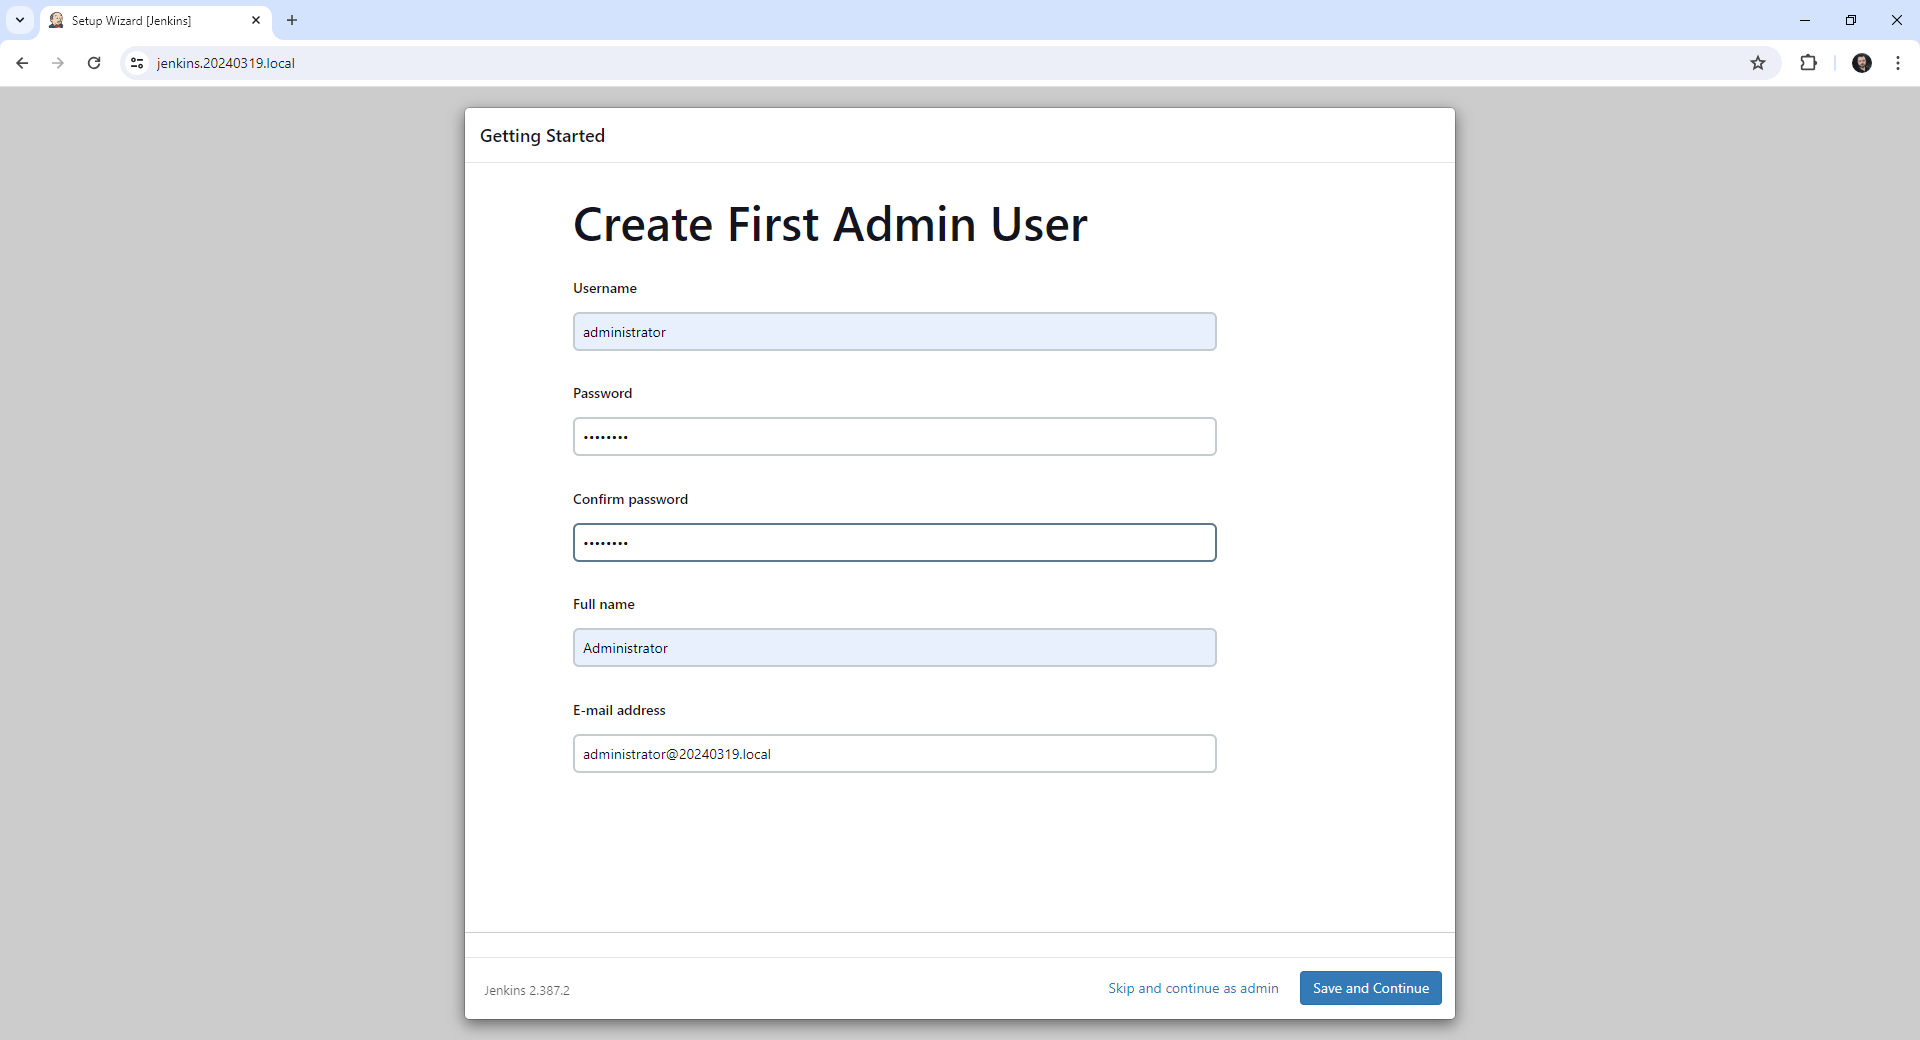 Setup Wizard [Jenkins]
jenkins.20240319.local
Getting Started
Create First Admin User
Username
administrator
Password
••••••••
Confirm password
••••••••
Full name
Administrator
E-mail address
administrator@20240319.local
Jenkins 2.387.2
Skip and continue as admin
Save and Continue